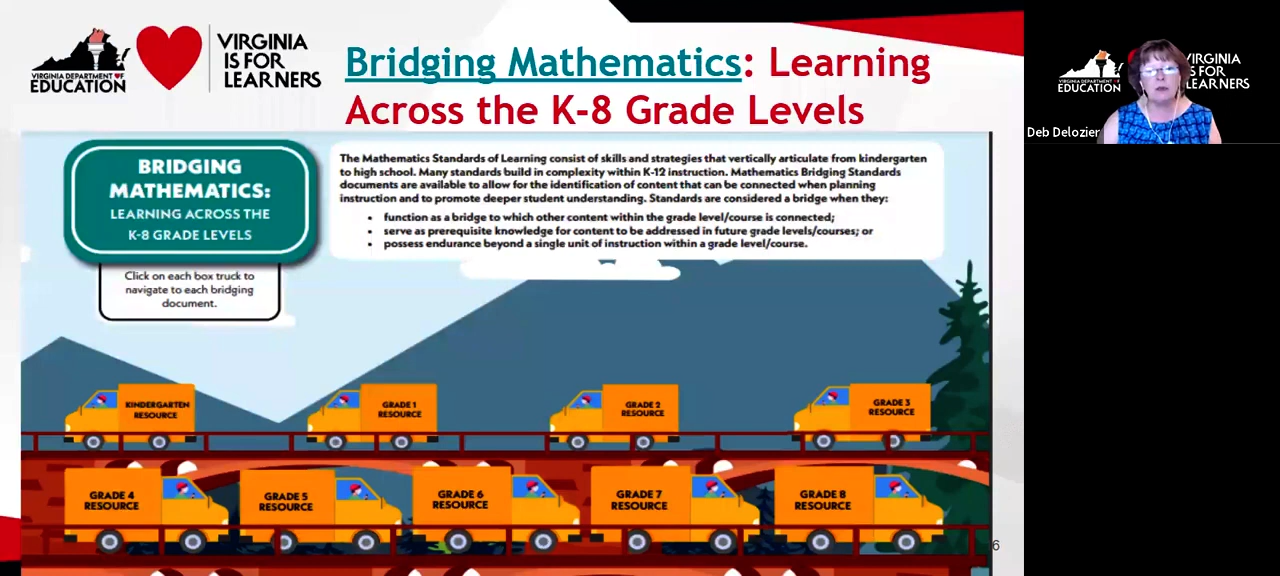 VIRGINIA DEPARTMENT OF
EDUCATION
VIRGINIA
IS FOR
LEARNERS
Bridging Mathematics: Learning
Across the K-8 Grade Levels
BRIDGING
MATHEMATICS:
LEARNING ACROSS THE
K-8 GRADE LEVELS
Click on each box truck to
navigate to each bridging
document.
The Mathematics Standards of Learning consist of skills and strategies that vertically articulate from kindergarten
to high school. Many standards build in complexity within K-12 instruction. Mathematics Bridging Standards
documents are available to allow for the identification of content that can be connected when planning
instruction and to promote deeper student understanding. Standards are considered a bridge when they:
• function as a bridge to which other content within the grade level/course is connected;
• serve as prerequisite knowledge for content to be addressed in future grade levels/courses; or
• possess endurance beyond a single unit of instruction within a grade level/course.
KINDERGARTEN
RESOURCE
GRADE 1
RESOURCE
GRADE 2
RESOURCE
GRADE 3
RESOURCE
GRADE 4
RESOURCE
GRADE 5
RESOURCE
GRADE 6
RESOURCE
GRADE 7
RESOURCE
GRADE 8
RESOURCE
6
VIRGINIA DEPARTMENT OF
EDUCATION
VIRGINIA
IS FOR
LEARNERS
Deb Delozier